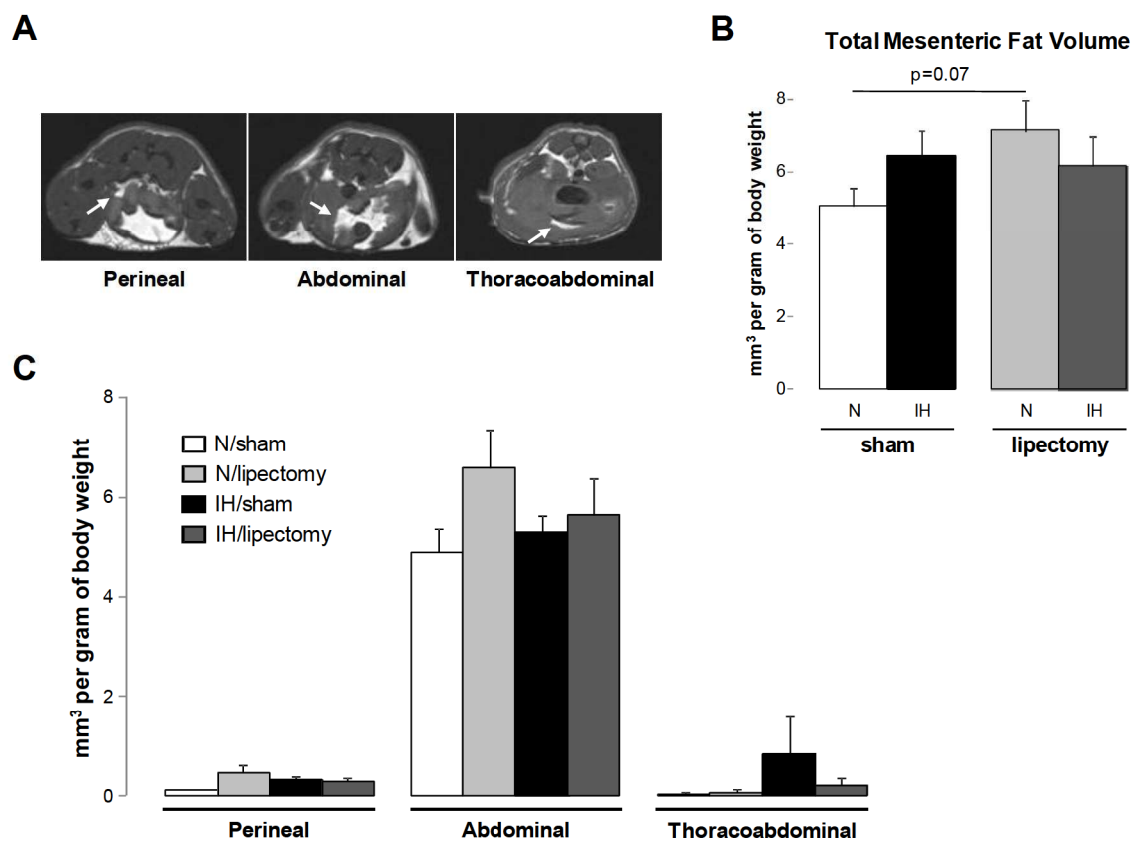 A
Perineal
Abdominal
Thoracoabdominal
B
Total Mesenteric Fat Volume
p=0.07
mm³ per gram of body weight
8
6
4
2
0
N
IH
N
IH
sham
lipectomy
C
mm³ per gram of body weight
8
6
4
2
0
N/sham
N/lipectomy
IH/sham
IH/lipectomy
Perineal
Abdominal
Thoracoabdominal